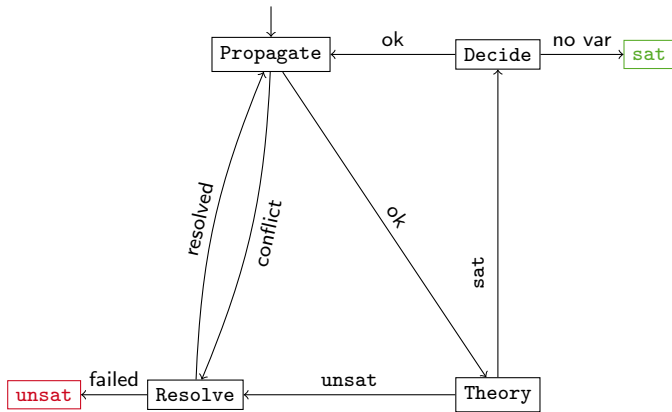 ok
no var
Propagate
Decide
sat
resolved
conflict
ok
sat
failed
unsat
unsat
Resolve
Theory